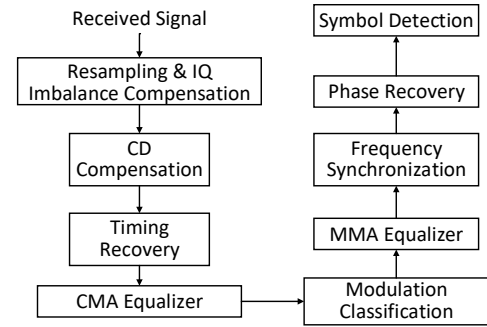 Received Signal
Resampling & IQ
Imbalance Compensation
CD
Compensation
Timing
Recovery
CMA Equalizer
Modulation
Classification
MMA Equalizer
Frequency
Synchronization
Phase Recovery
Symbol Detection